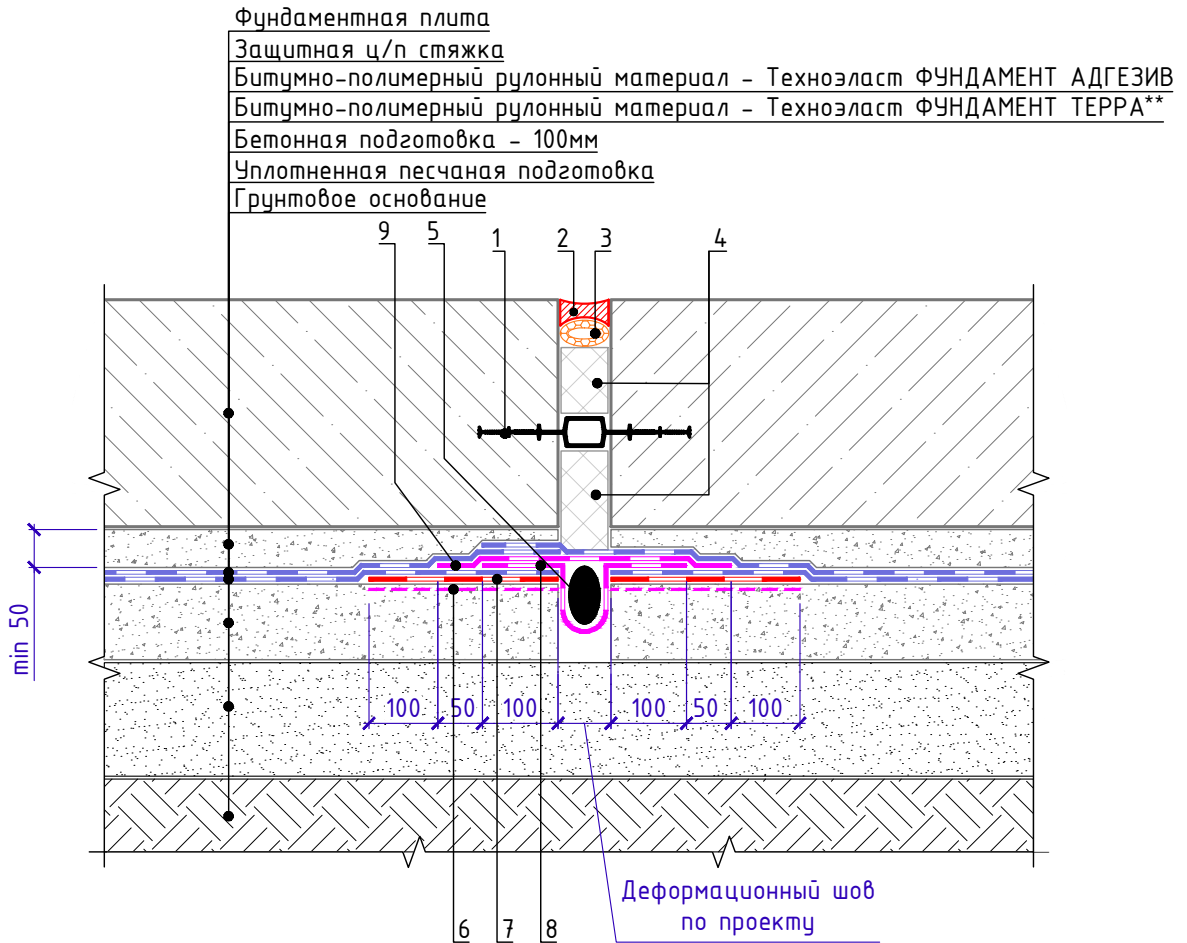 Фундаментная плита
Защитная ц/п стяжка
Битумно-полимерный рулонный материал - Техноэласт ФУНДАМЕНТ АДГЕЗИВ
Битумно-полимерный рулонный материал - Техноэласт ФУНДАМЕНТ ТЕРРА**
Бетонная подготовка - 100мм
Уплотненная песчаная подготовка
Грунтовое основание
9 5 1 2 3 4
min 50
100 50 100 100 50 100
Деформационный шов
по проекту
6 7 8